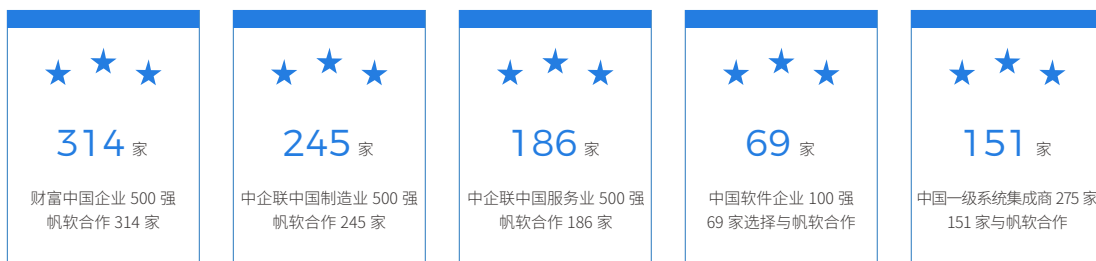 314 家
财富中国企业 500 强
帆软合作 314 家
245 家
中企联中国制造业 500 强
帆软合作 245 家
186 家
中企联中国服务业 500 强
帆软合作 186 家
69 家
中国软件企业 100 强
69 家选择与帆软合作
151 家
中国一级系统集成商 275 家
151 家与帆软合作